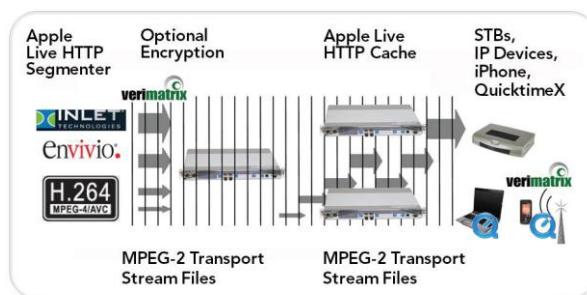 Apple
Live HTTP
Segmenter
Optional
Encryption
Apple Live
HTTP Cache
STBs,
IP Devices,
iPhone,
QuicktimeX
verimatrix
INLET
TECHNOLOGIES
envivio.
H.264
MPEG-4/AVC
verimatrix
MPEG-2 Transport
Stream Files
MPEG-2 Transport
Stream Files